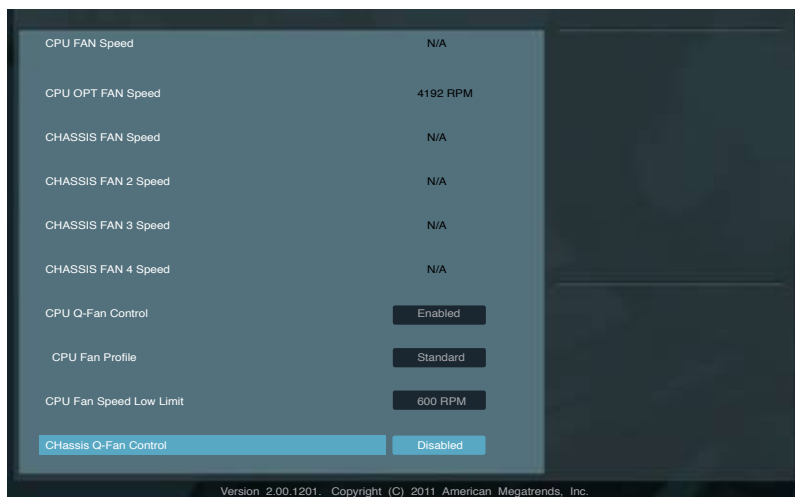 CPU FAN Speed N/A
CPU OPT FAN Speed 4192 RPM
CHASSIS FAN Speed N/A
CHASSIS FAN 2 Speed N/A
CHASSIS FAN 3 Speed N/A
CHASSIS FAN 4 Speed N/A
CPU Q-Fan Control Enabled
CPU Fan Profile Standard
CPU Fan Speed Low Limit 600 RPM
CHassis Q-Fan Control Disabled
Version 2.00.1201. Copyright (C) 2011 American Megatrends, Inc.